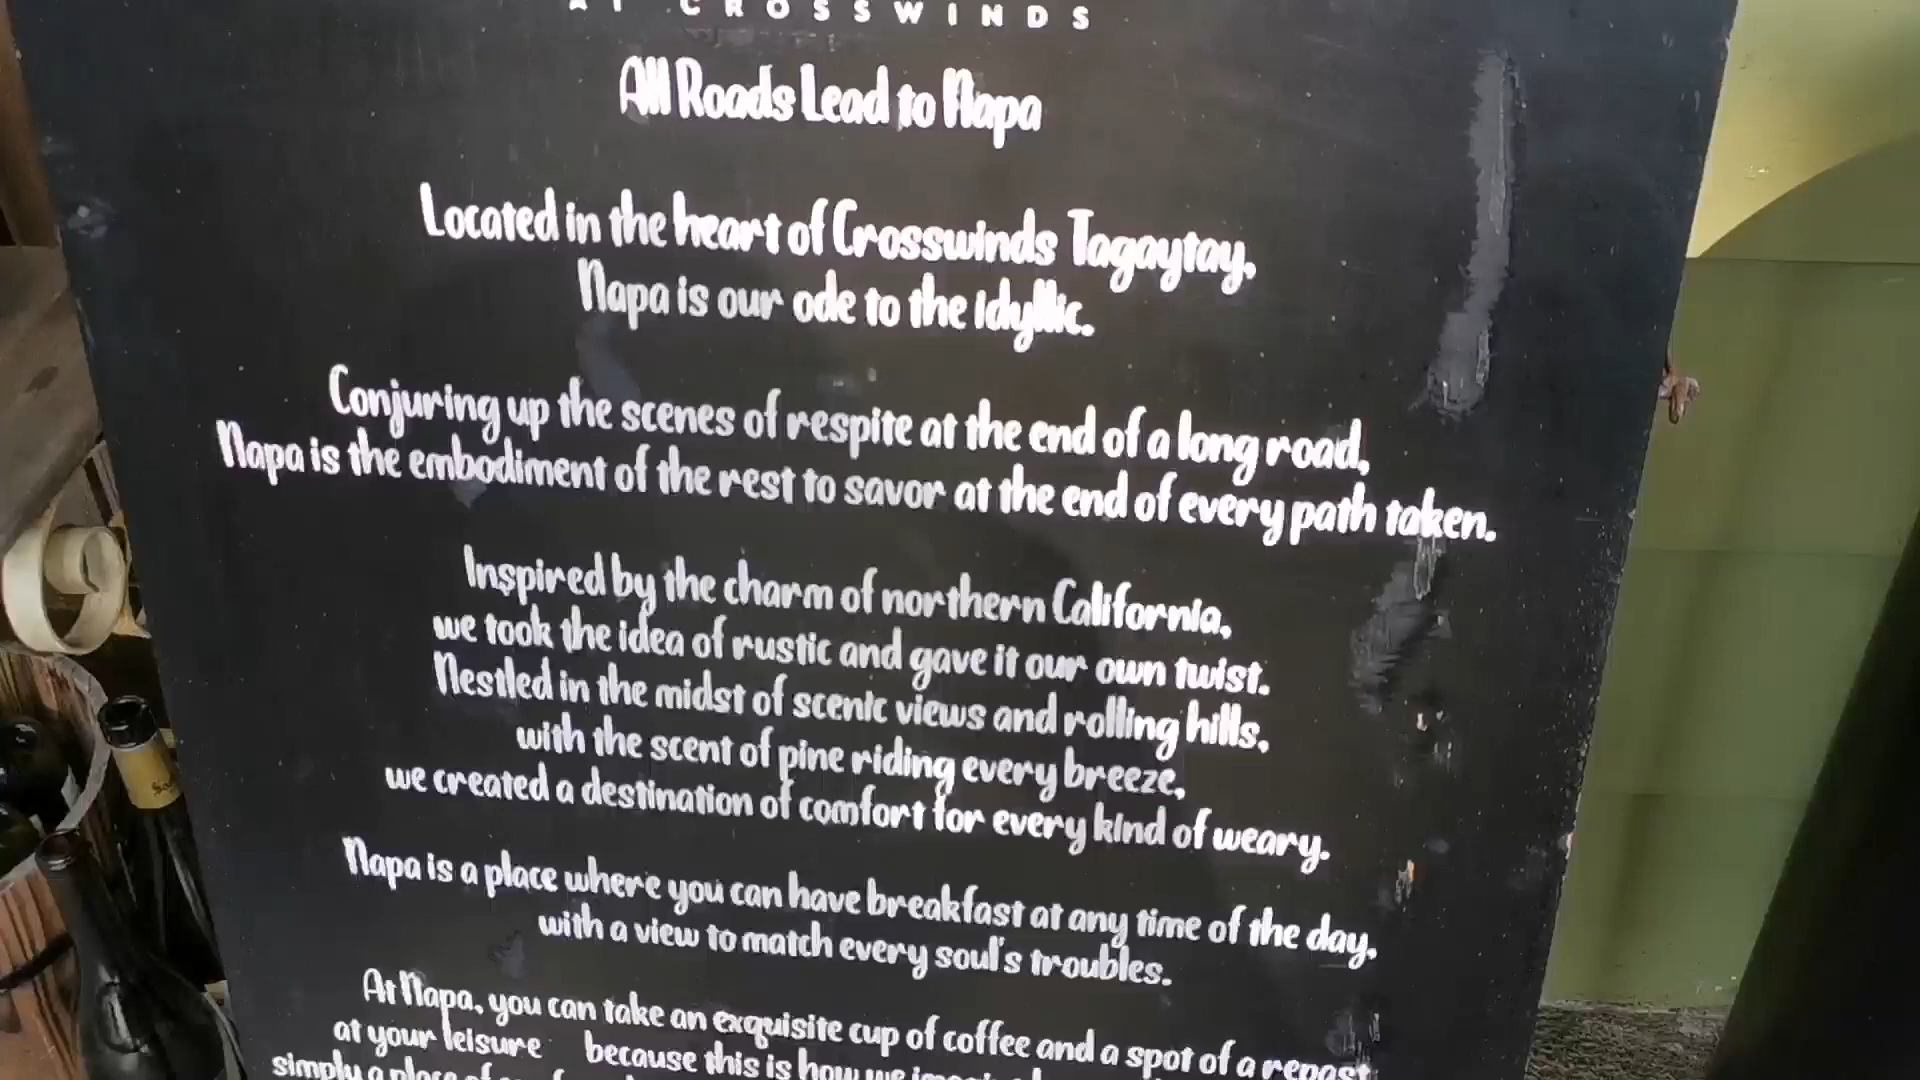 AT CROSSWINDS
All Roads Lead to Napa
Located in the heart of Crosswinds Tagaytay,
Napa is our ode to the idyllic.
Conjuring up the scenes of respite at the end of a long road,
Napa is the embodiment of the rest to savor at the end of every path taken.
Inspired by the charm of northern California,
we took the idea of rustic and gave it our own twist.
Nestled in the midst of scenic views and rolling hills,
with the scent of pine riding every breeze,
we created a destination of comfort for every kind of weary.
Napa is a place where you can have breakfast at any time of the day,
with a view to match every soul's troubles.
At Napa, you can take an exquisite cup of coffee and a spot of a repast
at your leisure because this is how we
simply a place of